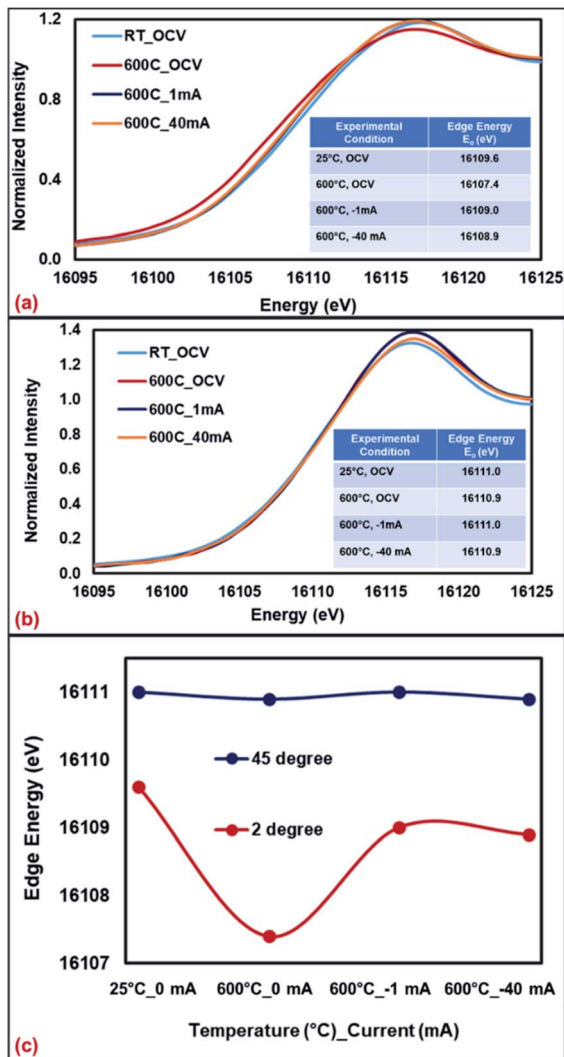 1.2
0.8
0.4
0.0
Normalized Intensity
RT_OCV
600C_OCV
600C_1mA
600C_40mA
Experimental Condition Edge Energy E₀ (eV)
25°C, OCV 16109.6
600°C, OCV 16107.4
600°C, -1mA 16109.0
600°C, -40 mA 16108.9
16095 16100 16105 16110 16115 16120 16125
Energy (eV)
(a)
1.4
1.2
1.0
0.8
0.6
0.4
0.2
0.0
Normalized Intensity
RT_OCV
600C_OCV
600C_1mA
600C_40mA
Experimental Condition Edge Energy E₀ (eV)
25°C, OCV 16111.0
600°C, OCV 16110.9
600°C, -1mA 16111.0
600°C, -40 mA 16110.9
16095 16100 16105 16110 16115 16120 16125
Energy (eV)
(b)
16111
16110
16109
16108
16107
Edge Energy (eV)
45 degree
2 degree
25°C_0 mA 600°C_0 mA 600°C_-1 mA 600°C_-40 mA
Temperature (°C)_Current (mA)
(c)